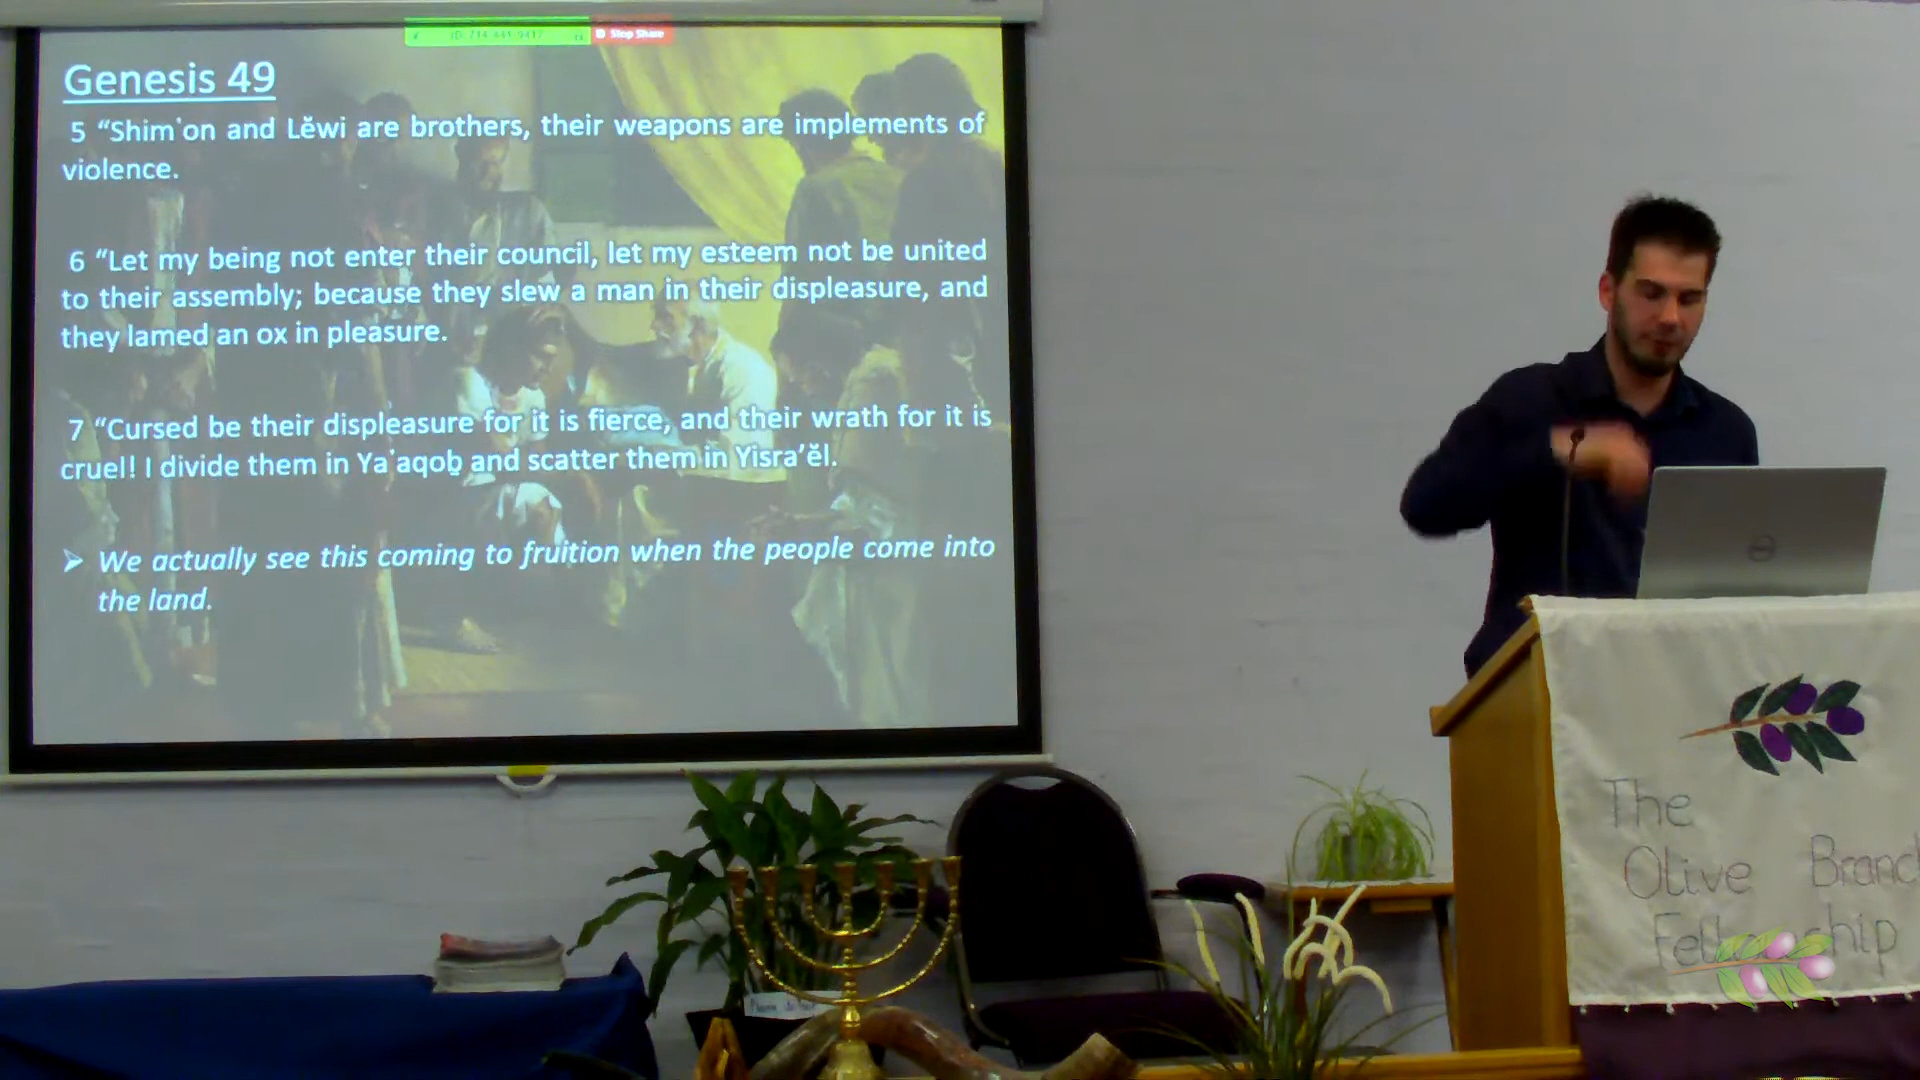 Stop Share
Genesis 49
5 “Shim῾on and Lĕwi are brothers, their weapons are implements of
violence.
6 “Let my being not enter their council, let my esteem not be united
to their assembly; because they slew a man in their displeasure, and
they lamed an ox in pleasure.
7 “Cursed be their displeasure for it is fierce, and their wrath for it is
cruel! I divide them in Ya῾aqoḇ and scatter them in Yisra’ĕl.
➤ We actually see this coming to fruition when the people come into
the land.
The
Olive Branch
Fellowship